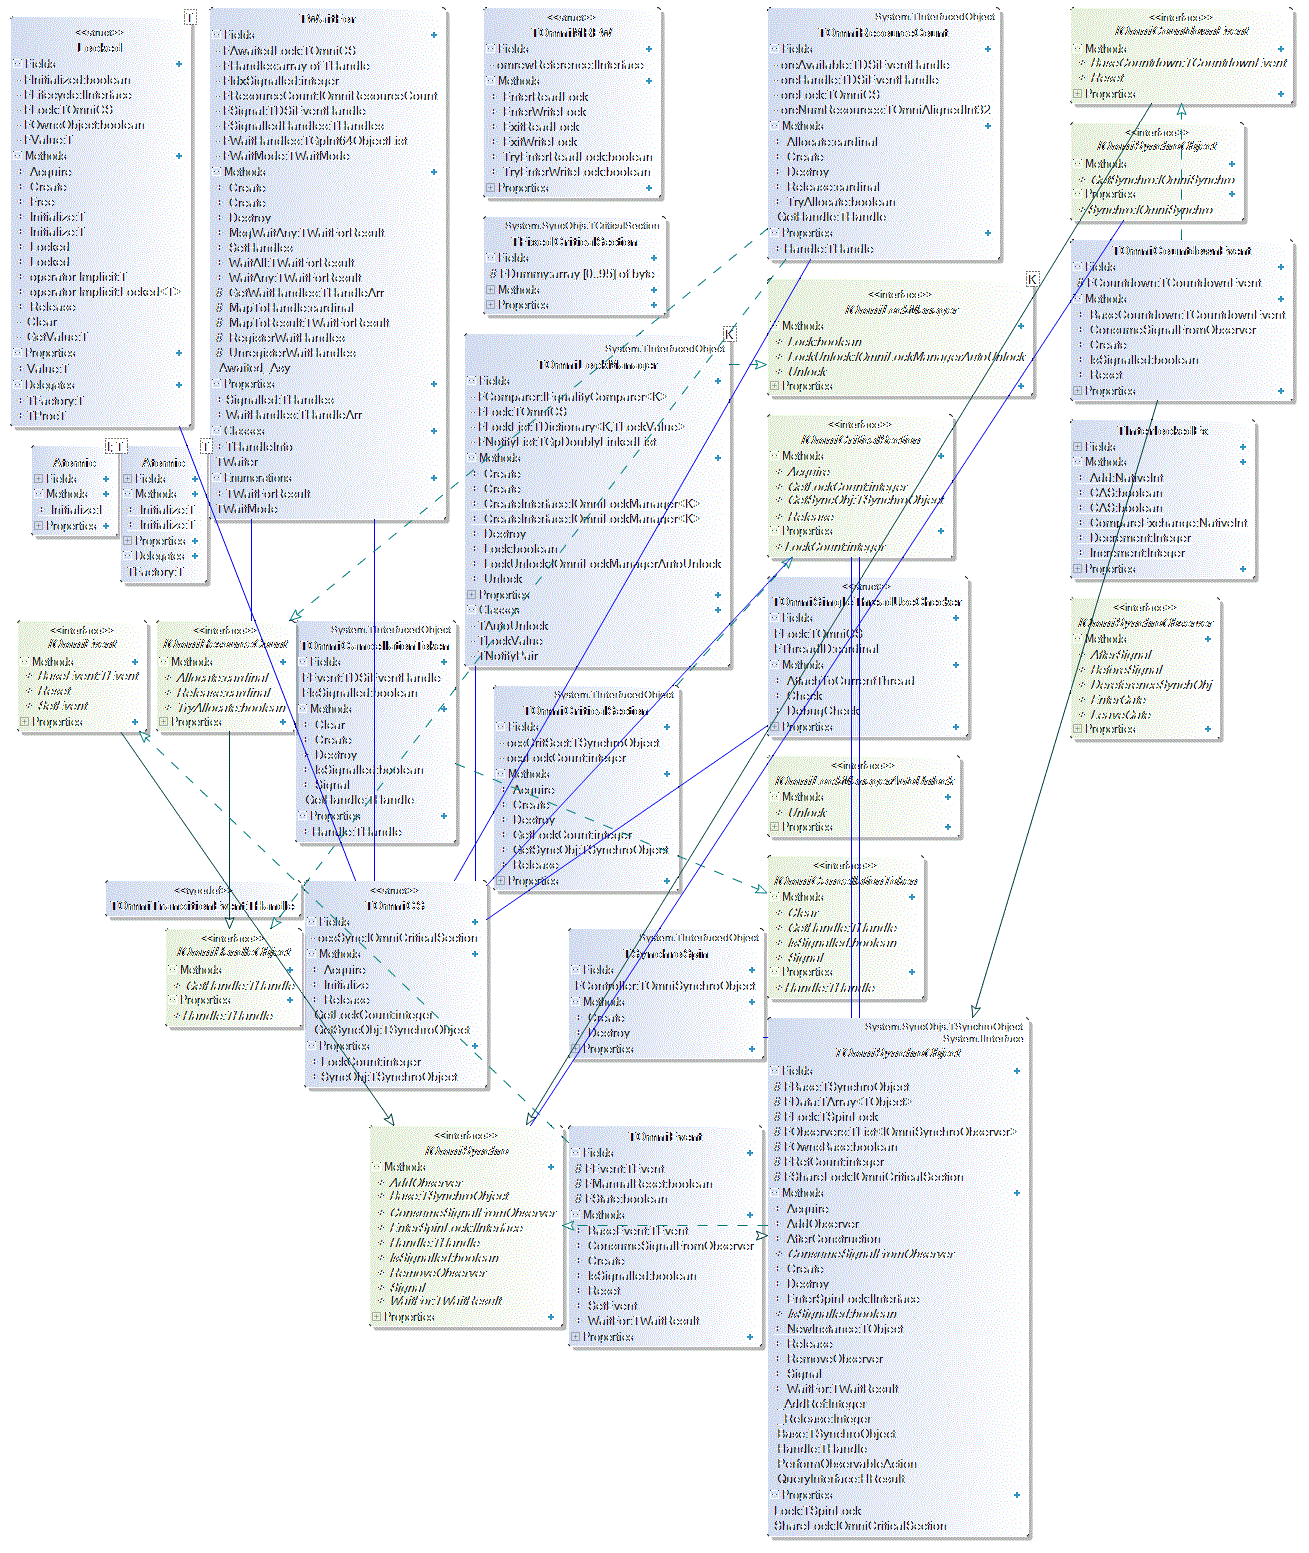 T
<<struct>>
Locked
Fields
FInitialized:boolean
FLifecycle:IInterface
FLock:TOmniCS
FOwnsObject:boolean
FValue:T
Methods
Acquire
Create
Free
Initialize:T
Initialize:T
Locked
Locked
operator Implicit:T
operator Implicit:Locked<T>
Release
Clear
GetValue:T
Properties
Value:T
Delegates
TFactory:T
TProcT
TWaitFor
Fields
FAwaitedLock:TOmniCS
FHandles:array of THandle
FIdxSignalled:integer
FResourceCount:IOmniResourceCount
FSignal:TDSiEventHandle
FSignalledHandles:THandles
FWaitHandles:TGpInt64ObjectList
FWaitMode:TWaitMode
Methods
Create
Create
Destroy
MsgWaitAny:TWaitForResult
SetHandles
WaitAll:TWaitForResult
WaitAny:TWaitForResult
GetWaitHandles:THandleArr
MapToHandle:cardinal
MapToResult:TWaitForResult
RegisterWaitHandles
UnregisterWaitHandles
Awaited_Asy
Properties
Signalled:THandles
WaitHandles:THandleArr
Classes
THandleInfo
TWaiter
Enumerations
TWaitForResult
TWaitMode
<<struct>>
TOmniMREW
Fields
omrewReference:IInterface
Methods
EnterReadLock
EnterWriteLock
ExitReadLock
ExitWriteLock
TryEnterReadLock:boolean
TryEnterWriteLock:boolean
Properties
System.SyncObjs.TCriticalSection
TFixedCriticalSection
Fields
FDummy:array [0..95] of byte
Methods
Properties
System.TInterfacedObject
TOmniResourceCount
Fields
orcAvailable:TDSiEventHandle
orcHandle:TDSiEventHandle
orcLock:TOmniCS
orcNumResources:TOmniAlignedInt32
Methods
Allocate:cardinal
Create
Destroy
Release:cardinal
TryAllocate:boolean
GetHandle:THandle
Properties
Handle:THandle
<<interface>>
IOmniCountdownEvent
Methods
BaseCountdown:TCountdownEvent
Reset
Properties
<<interface>>
IOmniSynchroObject
Methods
GetSynchro:IOmniSynchro
Properties
Synchro:IOmniSynchro
TOmniCountdownEvent
Fields
FCountdown:TCountdownEvent
Methods
BaseCountdown:TCountdownEvent
ConsumeSignalFromObserver
Create
IsSignalled:boolean
Reset
Properties
K
<<interface>>
IOmniLockManager
Methods
Lock:boolean
LockUnlock:IOmniLockManagerAutoUnlock
Unlock
Properties
K
System.TInterfacedObject
TOmniLockManager
Fields
FComparer:IEqualityComparer<K>
FLock:TOmniCS
FLockList:TDictionary<K,TLockValue>
FNotifyList:TGpDoublyLinkedList
Methods
Create
Create
CreateInterface:IOmniLockManager<K>
CreateInterface:IOmniLockManager<K>
Destroy
Lock:boolean
LockUnlock:IOmniLockManagerAutoUnlock
Unlock
Properties
Classes
TAutoUnlock
TLockValue
TNotifyPair
<<interface>>
IOmniCriticalSection
Methods
Acquire
GetLockCount:integer
GetSyncObj:TSynchroObject
Release
Properties
LockCount:integer
TInterlockedEx
Fields
Methods
Add:NativeInt
CAS:boolean
CAS:boolean
CompareExchange:NativeInt
Decrement:Integer
Increment:Integer
Properties
I,T
Atomic
Fields
Methods
Initialize:I
Properties
T
Atomic
Fields
Methods
Initialize:T
Initialize:T
Properties
Delegates
TFactory:T
<<struct>>
TOmniSingleThreadUseChecker
Fields
FLock:TOmniCS
FThreadID:cardinal
Methods
AttachToCurrentThread
Check
DebugCheck
Properties
<<interface>>
IOmniSynchroObserver
Methods
AfterSignal
BeforeSignal
DereferenceSynchObj
EnterGate
LeaveGate
Properties
<<interface>>
IOmniEvent
Methods
BaseEvent:TEvent
Reset
SetEvent
Properties
<<interface>>
IOmniResourceCount
Methods
Allocate:cardinal
Release:cardinal
TryAllocate:boolean
Properties
System.TInterfacedObject
TOmniCancellationToken
Fields
FEvent:TDSiEventHandle
FIsSignalled:boolean
Methods
Clear
Create
Destroy
IsSignalled:boolean
Signal
GetHandle:THandle
Properties
Handle:THandle
System.TInterfacedObject
TOmniCriticalSection
Fields
ocsCritSect:TSynchroObject
ocsLockCount:integer
Methods
Acquire
Create
Destroy
GetLockCount:integer
GetSyncObj:TSynchroObject
Release
Properties
<<interface>>
IOmniLockManagerAutoUnlock
Methods
Unlock
Properties
<<interface>>
IOmniCancellationToken
Methods
Clear
GetHandle:THandle
IsSignalled:boolean
Signal
Properties
Handle:THandle
<<typedef>>
TOmniTransitionEvent:THandle
<<interface>>
IOmniHandleObject
Methods
GetHandle:THandle
Properties
Handle:THandle
<<struct>>
TOmniCS
Fields
ocsSync:IOmniCriticalSection
Methods
Acquire
Initialize
Release
GetLockCount:integer
GetSyncObj:TSynchroObject
Properties
LockCount:integer
SyncObj:TSynchroObject
System.TInterfacedObject
TSynchroSpin
Fields
FController:TOmniSynchroObject
Methods
Create
Destroy
Properties
System.SyncObjs.TSynchroObject
System.IInterface
TOmniSynchroObject
Fields
FBase:TSynchroObject
FData:TArray<TObject>
FLock:TSpinLock
FObservers:TList<IOmniSynchroObserver>
FOwnsBase:boolean
FRefCount:integer
FShareLock:IOmniCriticalSection
Methods
Acquire
AddObserver
AfterConstruction
ConsumeSignalFromObserver
Create
Destroy
EnterSpinLock:IInterface
IsSignalled:boolean
NewInstance:TObject
Release
RemoveObserver
Signal
WaitFor:TWaitResult
_AddRef:Integer
_Release:Integer
Base:TSynchroObject
Handle:THandle
PerformObservableAction
QueryInterface:HResult
Properties
Lock:TSpinLock
ShareLock:IOmniCriticalSection
<<interface>>
IOmniSynchro
Methods
AddObserver
Base:TSynchroObject
ConsumeSignalFromObserver
EnterSpinLock:IInterface
Handle:THandle
IsSignalled:boolean
RemoveObserver
Signal
WaitFor:TWaitResult
Properties
TOmniEvent
Fields
FEvent:TEvent
FManualReset:boolean
FState:boolean
Methods
BaseEvent:TEvent
ConsumeSignalFromObserver
Create
IsSignalled:boolean
Reset
SetEvent
WaitFor:TWaitResult
Properties